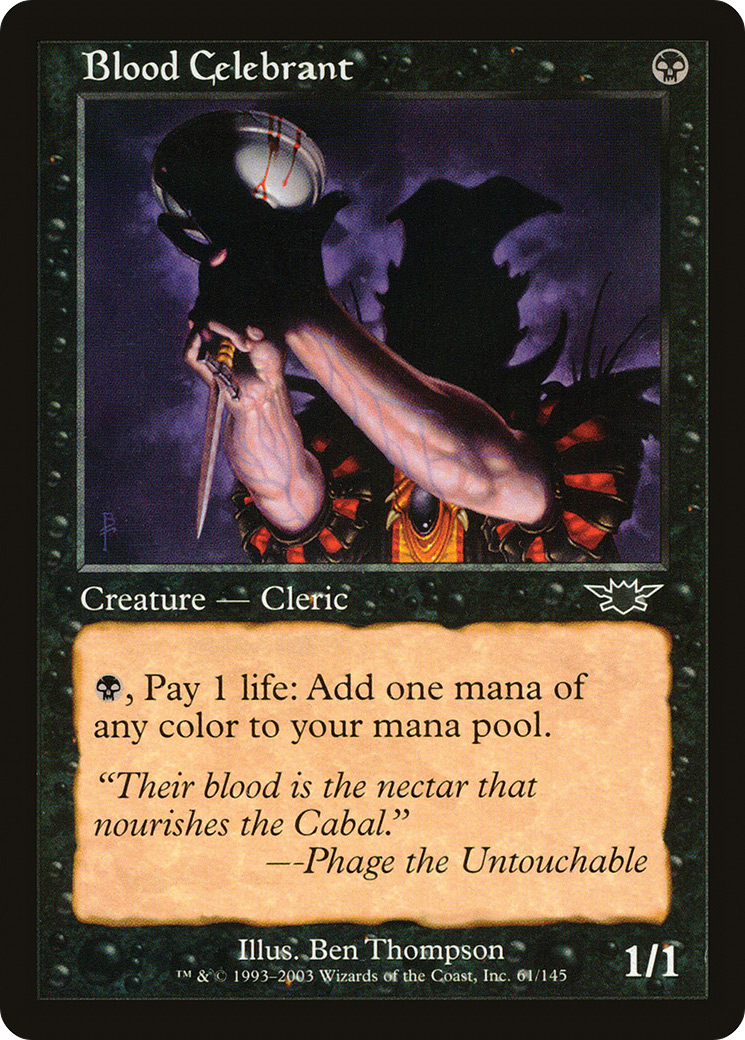 Blood Celebrant
Creature — Cleric
, Pay 1 life: Add one mana of
any color to your mana pool.
“Their blood is the nectar that
nourishes the Cabal.”
—-Phage the Untouchable
Illus. Ben Thompson
™ & © 1993–2003 Wizards of the Coast, Inc. 61/145
1/1